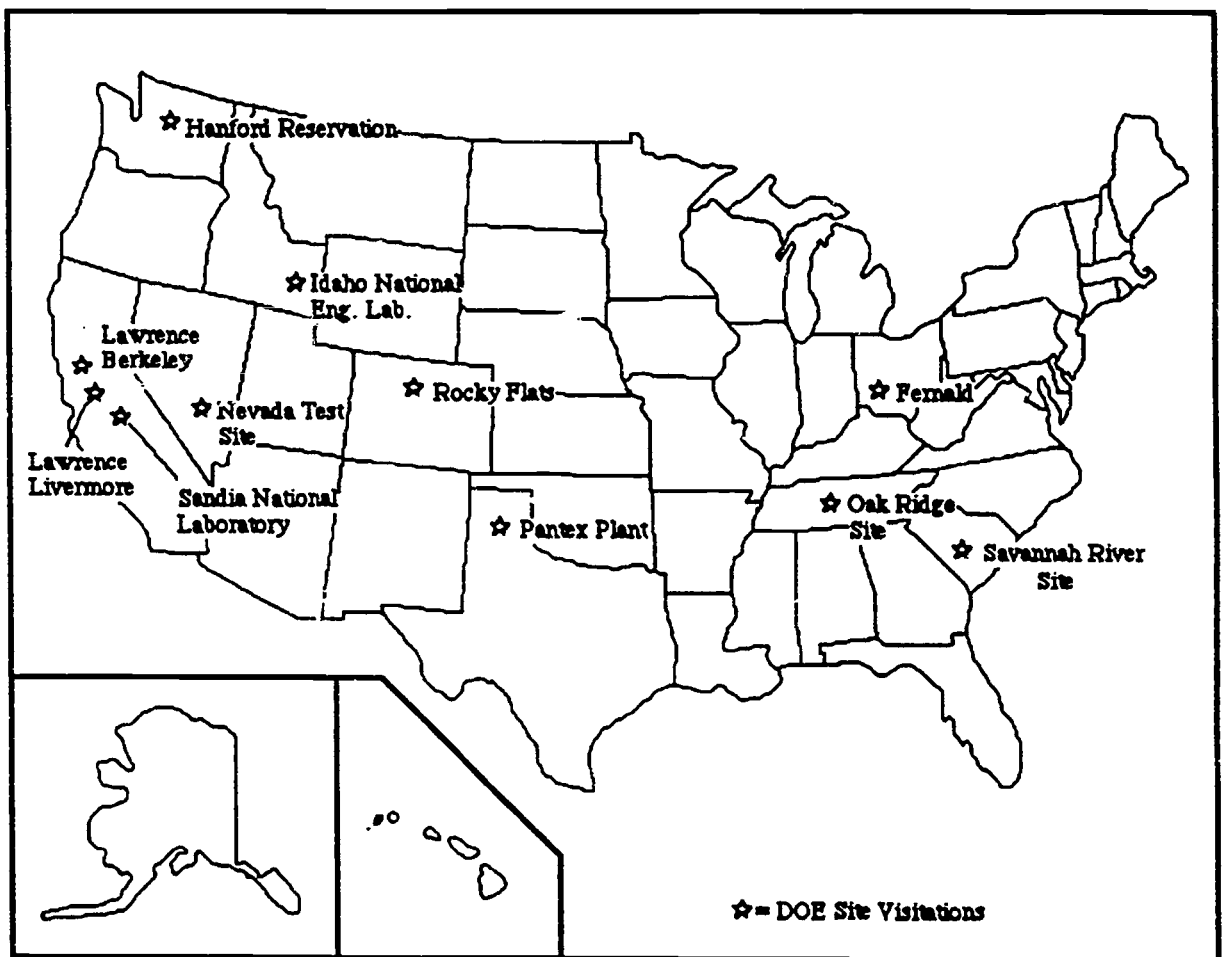 Hanford Reservation
Idaho National
Eng. Lab.
Lawrence
Berkeley
Rocky Flats
Fernald
Nevada Test
Site
Lawrence
Livermore
Sandia National
Laboratory
Pantex Plant
Oak Ridge
Site
Savannah River
Site
☆= DOE Site Visitations